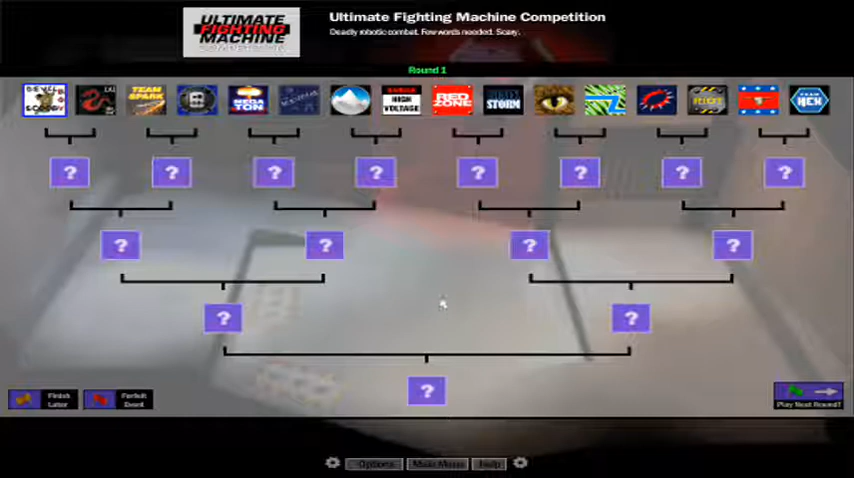 ULTIMATE
FIGHTING
MACHINE
COMPETITION
Ultimate Fighting Machine Competition
Deadly robotic combat. Few words needed. Scary.
Round 1
TEAM
SPARK
MEGA
TON
HIGH
VOLTAGE
RED
ZONE
STORM
RIOT
TEAM
HEX
? ? ? ? ? ? ? ?
? ? ? ?
? ?
?
Finish
Later
Forfeit
Event
Play Next Round!
Options
Main Menu
Help